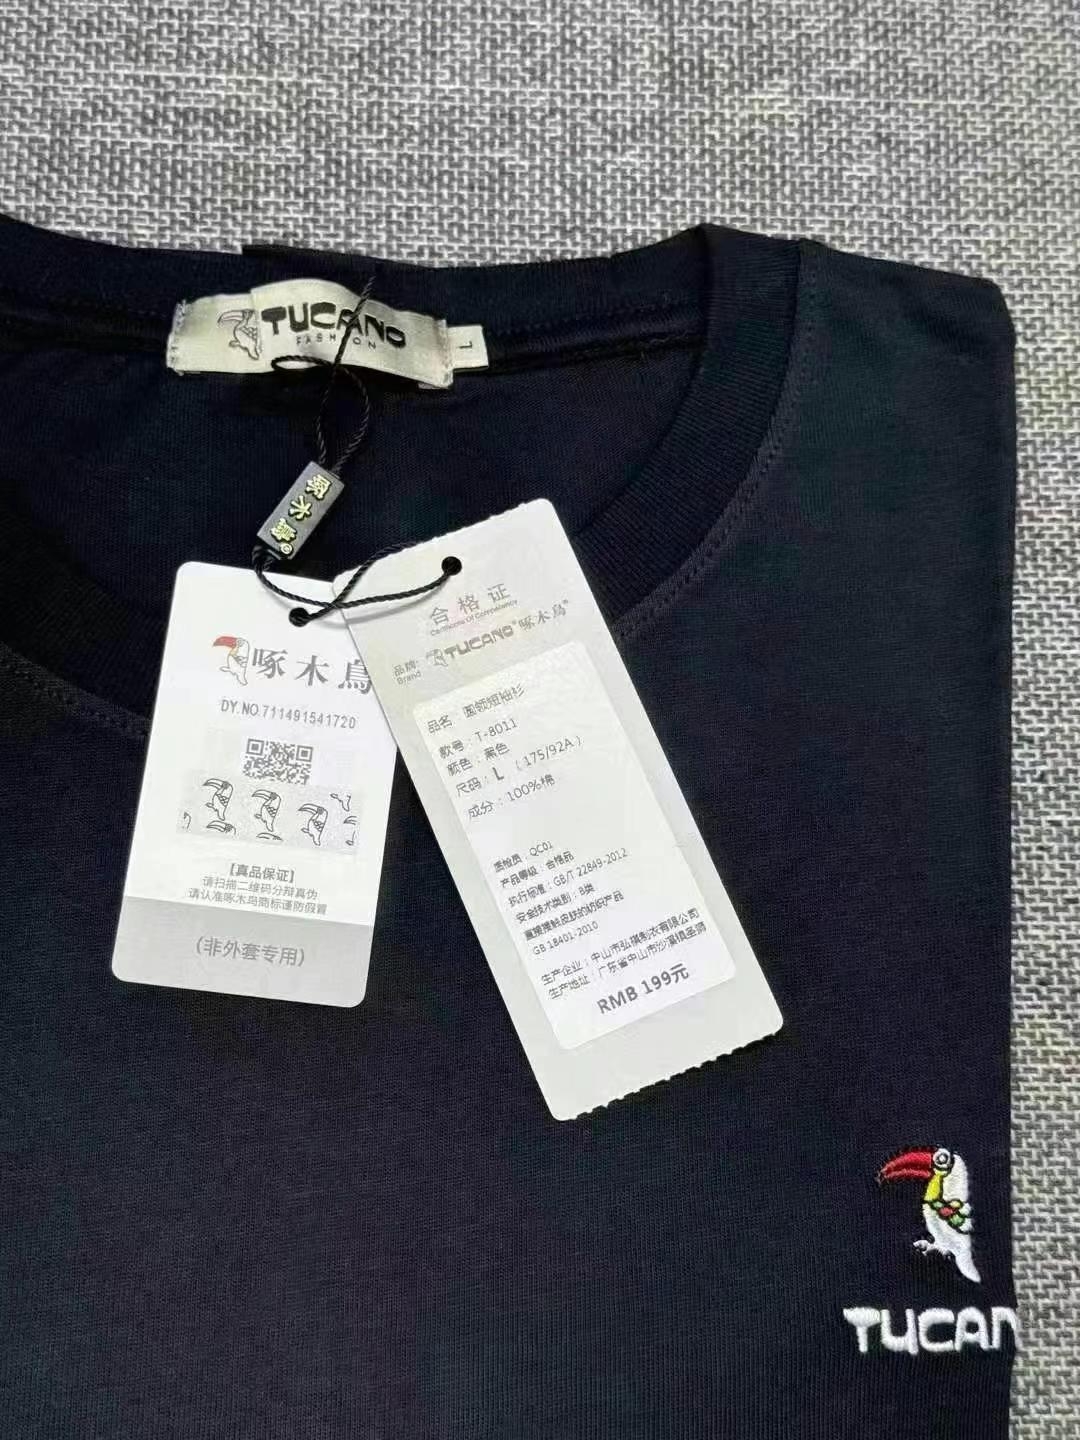 TUCANO
FASHION
L
啄木鳥
啄木鳥
DY.NO.711491541720
【真品保证】
请扫描二维码分辩真伪
请认准啄木鸟商标谨防假冒
(非外套专用)
合格证
Certificate Of Competency
品牌:
Brand
TUCANO®啄木鳥®
品名:圆领短袖衫
款号:T-8011
颜色:黑色
尺码:L（175/92A）
成分:100%棉
质检员:QC01
产品等级:合格品
执行标准:GB/T 22849-2012
安全技术类别:B类
直接接触皮肤的纺织产品
GB 18401-2010
生产企业:中山市弘祺制衣有限公司
生产地址:广东省中山市沙溪镇圣狮
RMB 199元
TUCAN